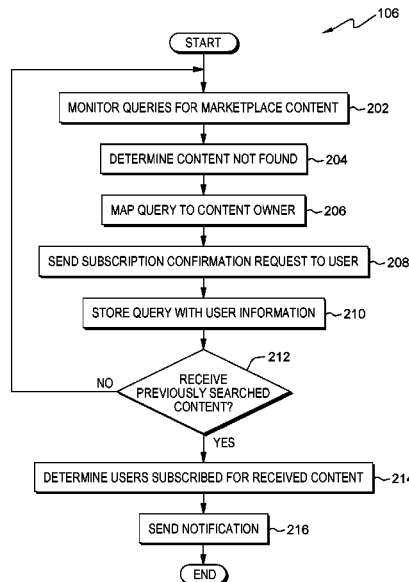 106
START
MONITOR QUERIES FOR MARKETPLACE CONTENT
202
DETERMINE CONTENT NOT FOUND
204
MAP QUERY TO CONTENT OWNER
206
SEND SUBSCRIPTION CONFIRMATION REQUEST TO USER
208
STORE QUERY WITH USER INFORMATION
210
212
RECEIVE
PREVIOUSLY SEARCHED
CONTENT?
NO
YES
DETERMINE USERS SUBSCRIBED FOR RECEIVED CONTENT
214
SEND NOTIFICATION
216
END